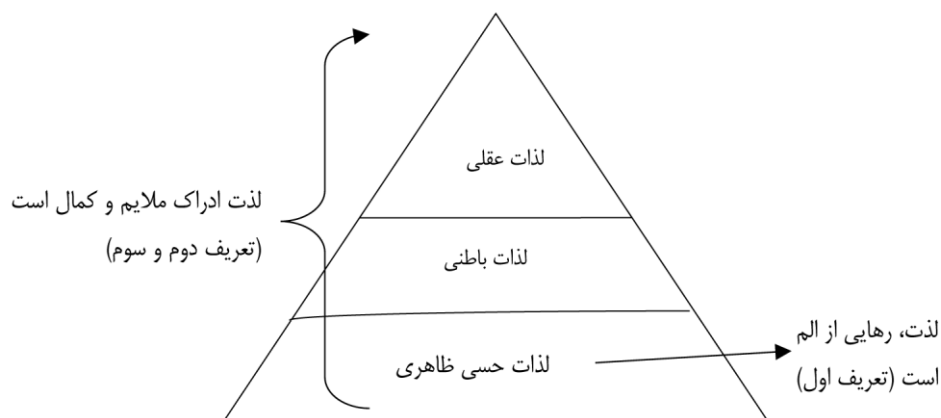 لذات عقلی
لذت ادراک ملایم و کمال است
(تعریف دوم و سوم)
لذات باطنی
لذت، رهایی از الم
است (تعریف اول)
لذات حسی ظاهری